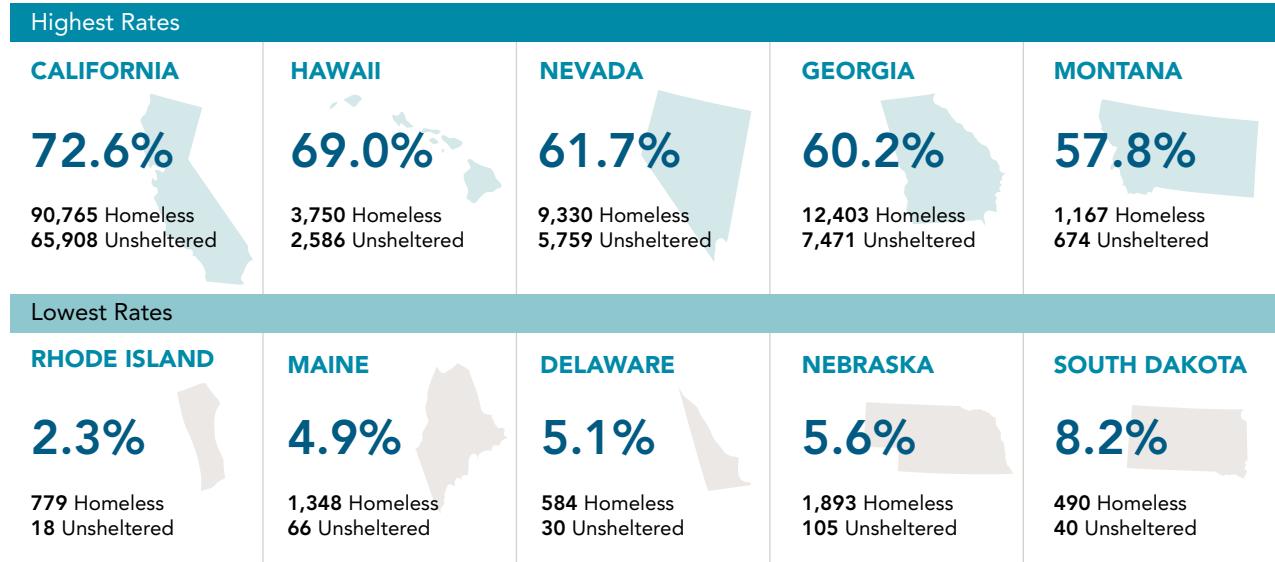 Highest Rates
CALIFORNIA
72.6%
90,765 Homeless
65,908 Unsheltered
HAWAII
69.0%
3,750 Homeless
2,586 Unsheltered
NEVADA
61.7%
9,330 Homeless
5,759 Unsheltered
GEORGIA
60.2%
12,403 Homeless
7,471 Unsheltered
MONTANA
57.8%
1,167 Homeless
674 Unsheltered
Lowest Rates
RHODE ISLAND
2.3%
779 Homeless
18 Unsheltered
MAINE
4.9%
1,348 Homeless
66 Unsheltered
DELAWARE
5.1%
584 Homeless
30 Unsheltered
NEBRASKA
5.6%
1,893 Homeless
105 Unsheltered
SOUTH DAKOTA
8.2%
490 Homeless
40 Unsheltered